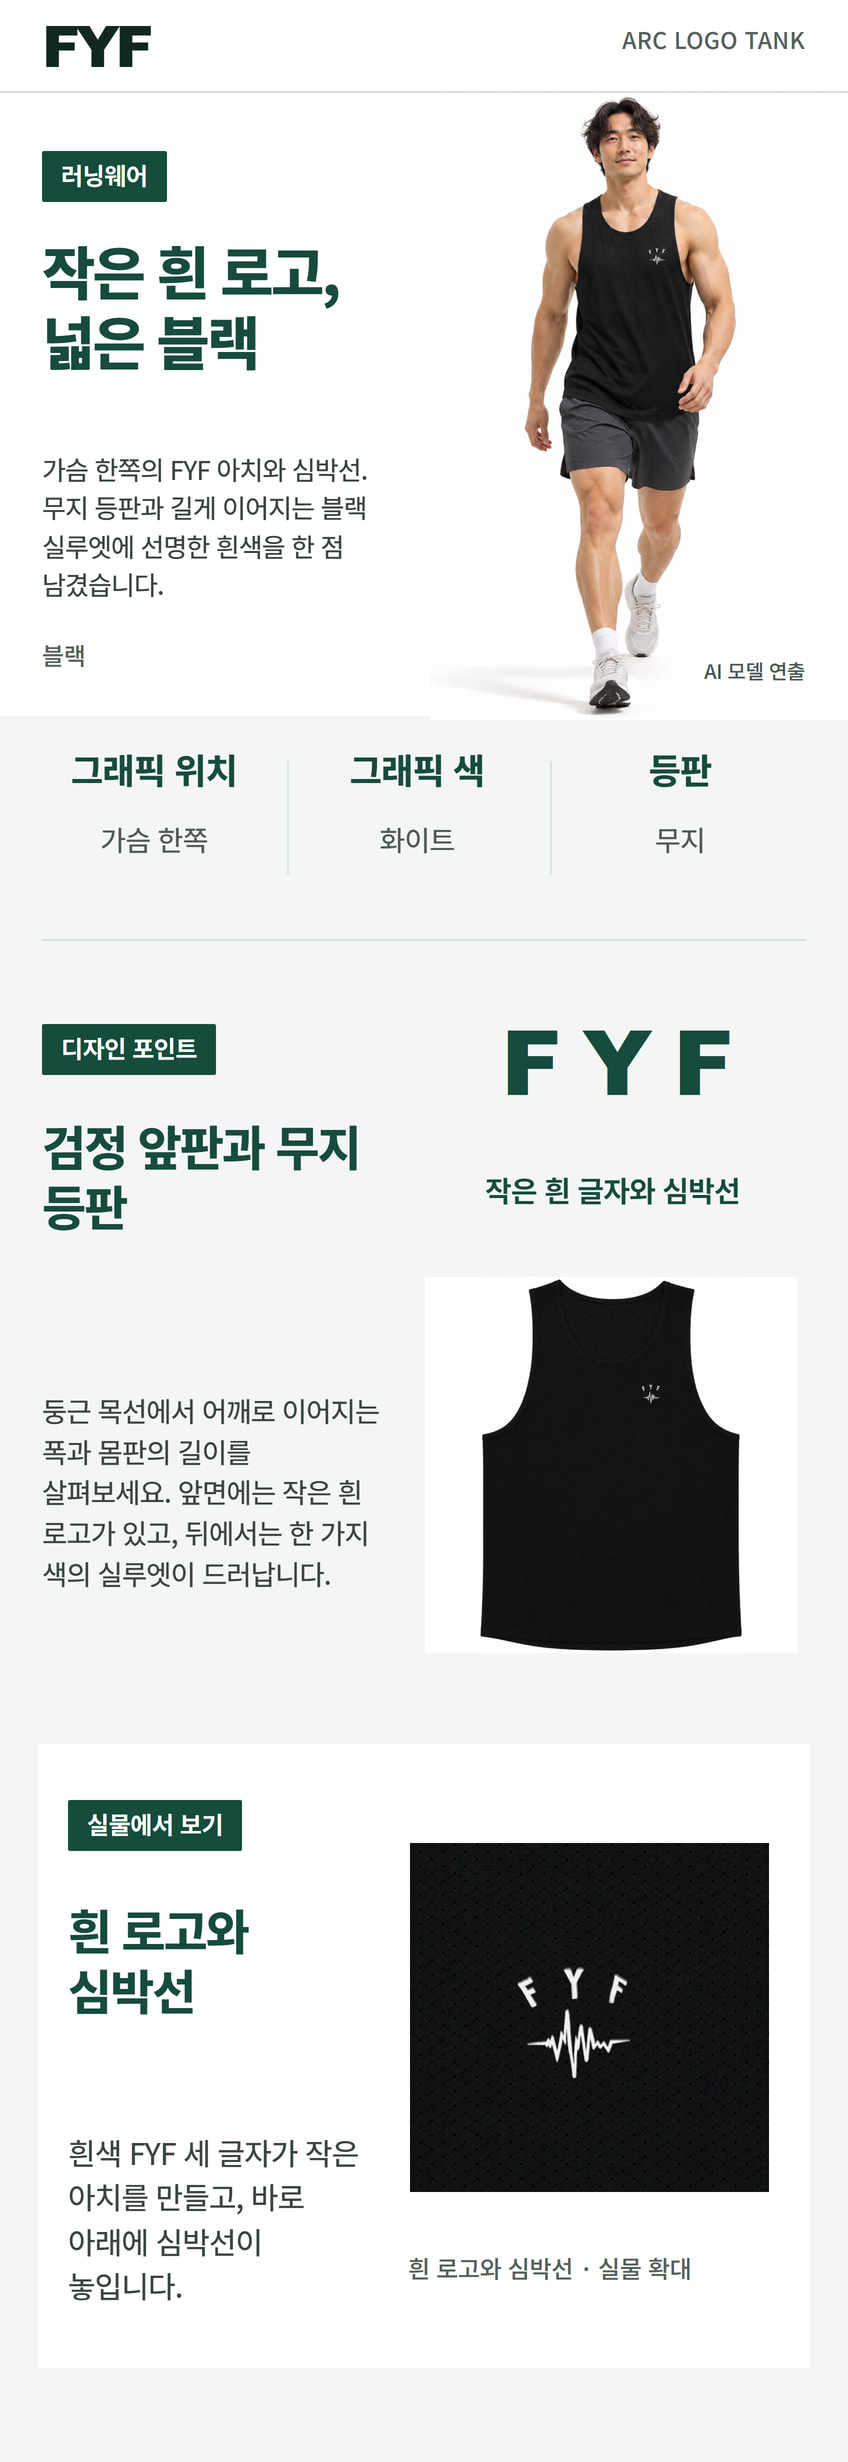 FYF
ARC LOGO TANK
러닝웨어
작은 흰 로고,
넓은 블랙
가슴 한쪽의 FYF 아치와 심박선.
무지 등판과 길게 이어지는 블랙
실루엣에 선명한 흰색을 한 점
남겼습니다.
블랙
F Y F
AI 모델 연출
그래픽 위치
가슴 한쪽
그래픽 색
화이트
등판
무지
디자인 포인트
검정 앞판과 무지
등판
둥근 목선에서 어깨로 이어지는
폭과 몸판의 길이를
살펴보세요. 앞면에는 작은 흰
로고가 있고, 뒤에서는 한 가지
색의 실루엣이 드러납니다.
F Y F
작은 흰 글자와 심박선
F Y F
실물에서 보기
흰 로고와
심박선
흰색 FYF 세 글자가 작은
아치를 만들고, 바로
아래에 심박선이
놓입니다.
F Y F
흰 로고와 심박선 · 실물 확대